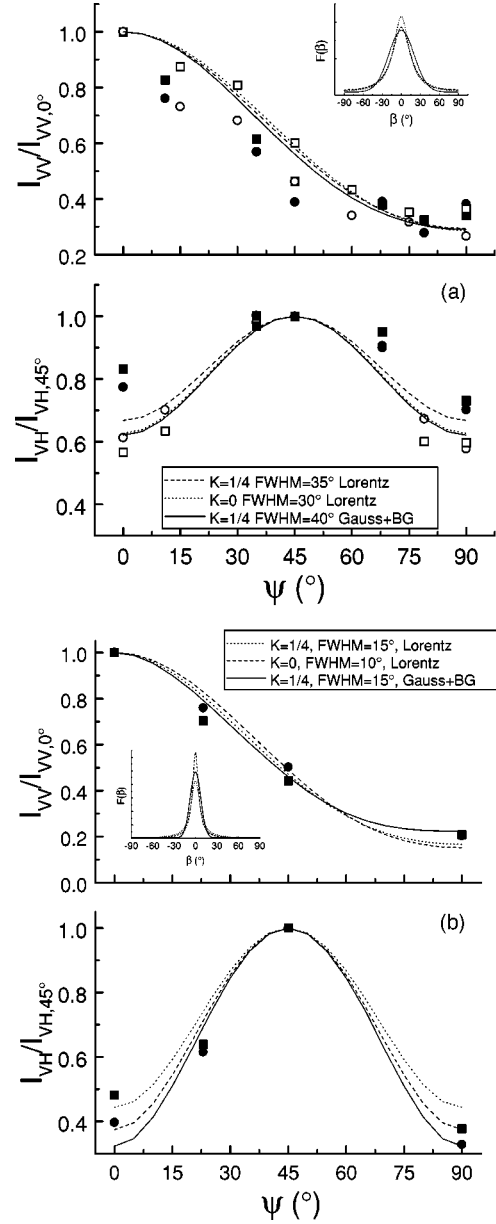 1.0
0.8
0.6
0.4
0.2
I_VV/I_VV,0°
F(β)
-90 -60 -30 0 30 60 90
β (°)
(a)
1.0
0.8
0.6
0.4
I_VH/I_VH,45°
K=1/4 FWHM=35° Lorentz
K=0 FWHM=30° Lorentz
K=1/4 FWHM=40° Gauss+BG
0 15 30 45 60 75 90
Ψ (°)
1.0
0.8
0.6
0.4
0.2
0.0
I_VV/I_VV,0°
K=1/4, FWHM=15°, Lorentz
K=0, FWHM=10°, Lorentz
K=1/4, FWHM=15°, Gauss+BG
F(β)
-90 -60 -30 0 30 60 90
β (°)
(b)
1.0
0.8
0.6
0.4
I_VH/I_VH,45°
0 15 30 45 60 75 90
Ψ (°)